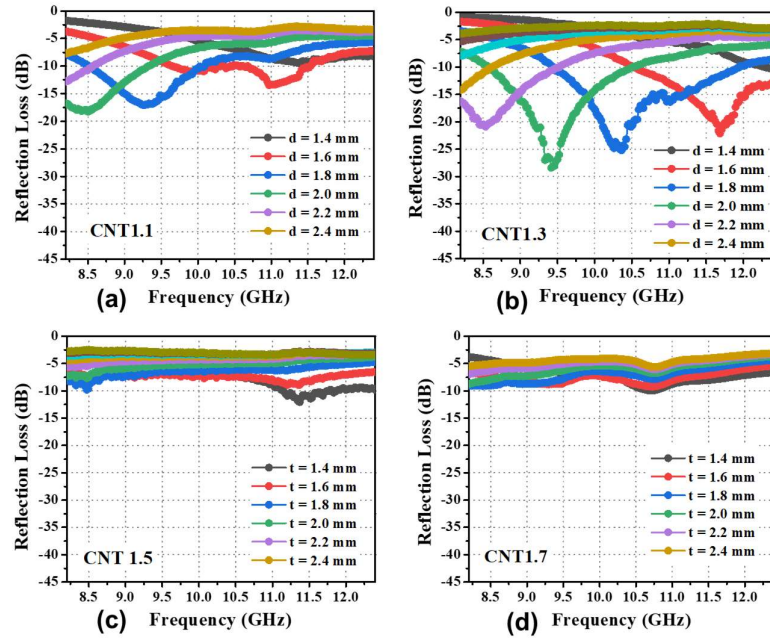 0
-5
-10
-15
-20
-25
-30
-35
-40
-45
Reflection Loss (dB)
d = 1.4 mm
d = 1.6 mm
d = 1.8 mm
d = 2.0 mm
d = 2.2 mm
d = 2.4 mm
CNT1.1
8.5 9.0 9.5 10.0 10.5 11.0 11.5 12.0
(a) Frequency (GHz)
0
-5
-10
-15
-20
-25
-30
-35
-40
-45
Reflection loss (dB)
d = 1.4 mm
d = 1.6 mm
d = 1.8 mm
d = 2.0 mm
d = 2.2 mm
d = 2.4 mm
CNT1.3
8.5 9.0 9.5 10.0 10.5 11.0 11.5 12.0
(b) Frequency (GHz)
0
-5
-10
-15
-20
-25
-30
-35
-40
-45
Reflection Loss (dB)
t = 1.4 mm
t = 1.6 mm
t = 1.8 mm
t = 2.0 mm
t = 2.2 mm
t = 2.4 mm
CNT 1.5
8.5 9.0 9.5 10.0 10.5 11.0 11.5 12.0
(c) Frequency (GHz)
0
-5
-10
-15
-20
-25
-30
-35
-40
-45
Reflection Loss (dB)
t = 1.4 mm
t = 1.6 mm
t = 1.8 mm
t = 2.0 mm
t = 2.2 mm
t = 2.4 mm
CNT1.7
8.5 9.0 9.5 10.0 10.5 11.0 11.5 12.0
Frequency (GHz)
(d)